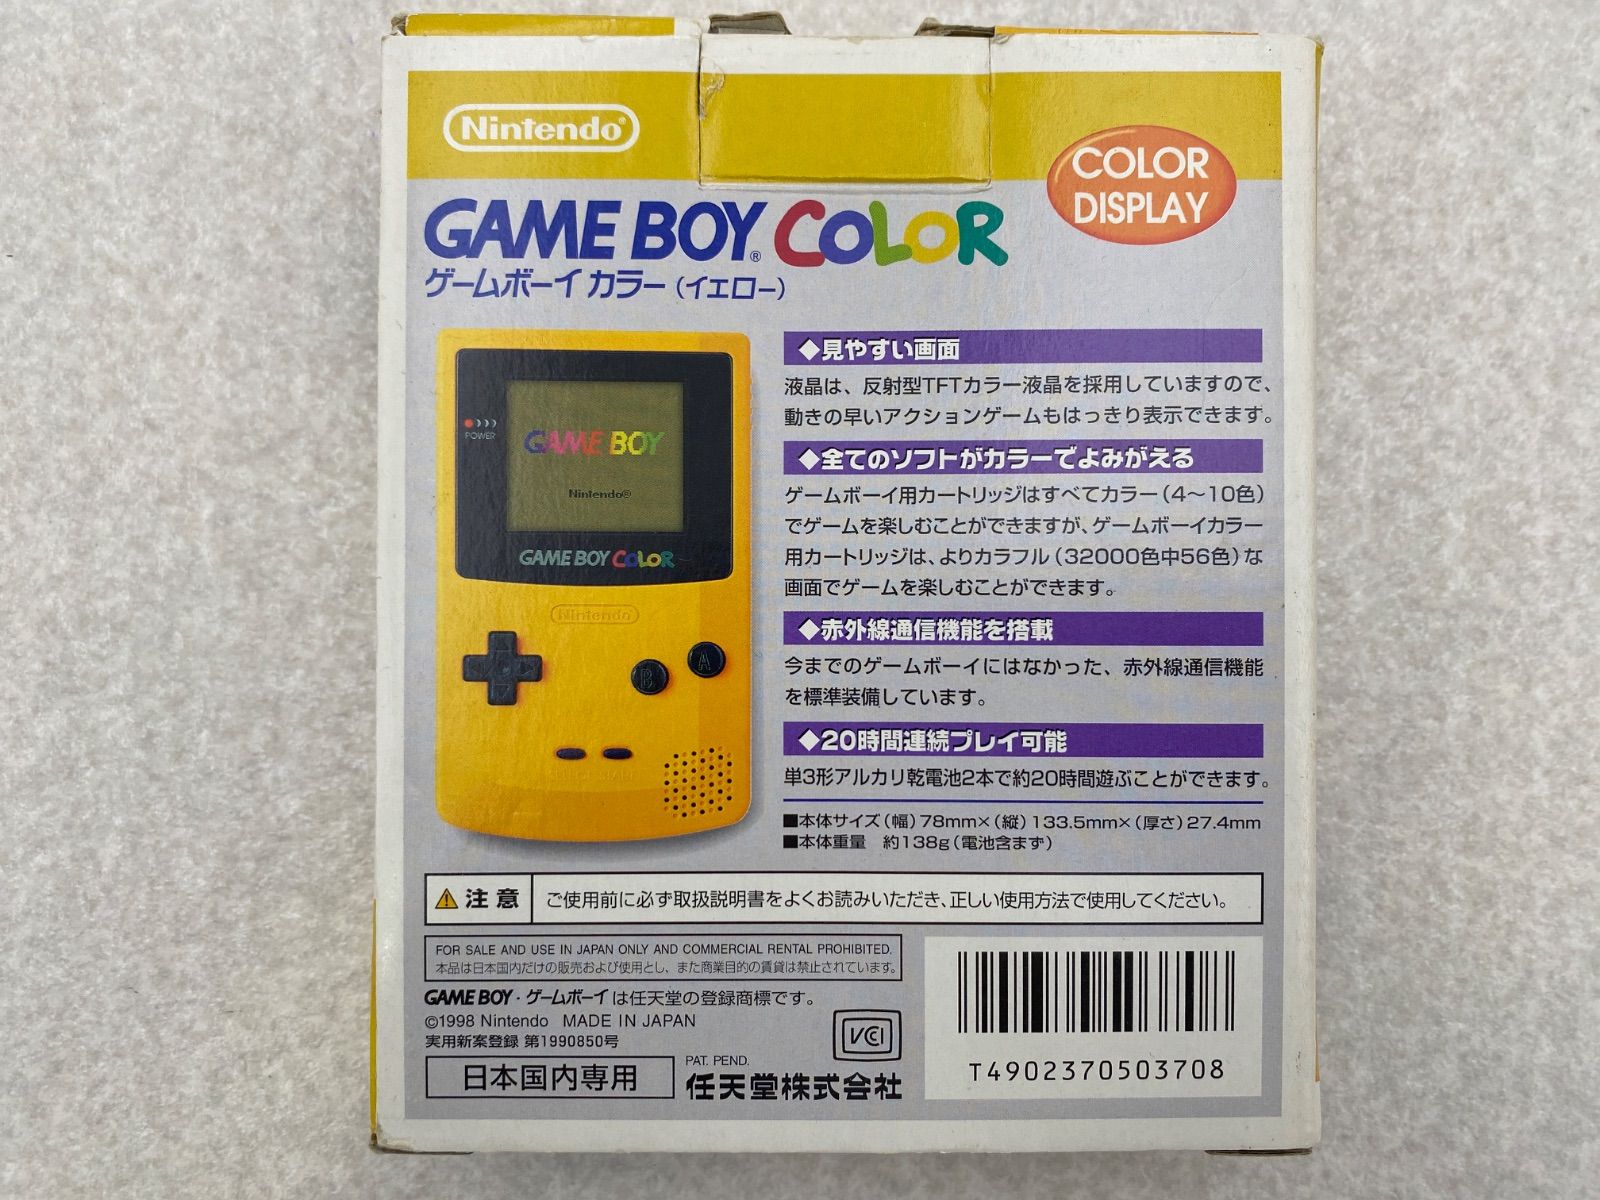 Nintendo®
COLOR
DISPLAY
GAME BOY® COLOR
ゲームボーイ カラー（イエロー）
POWER
GAME BOY
Nintendo®
GAME BOY COLOR
Nintendo
B
A
SELECT START
◆見やすい画面
液晶は、反射型TFTカラー液晶を採用していますので、
動きの早いアクションゲームもはっきり表示できます。
◆全てのソフトがカラーでよみがえる
ゲームボーイ用カートリッジはすべてカラー（4〜10色）
でゲームを楽しむことができますが、ゲームボーイカラー
用カートリッジは、よりカラフル（32000色中56色）な
画面でゲームを楽しむことができます。
◆赤外線通信機能を搭載
今までのゲームボーイにはなかった、赤外線通信機能
を標準装備しています。
◆20時間連続プレイ可能
単3形アルカリ乾電池2本で約20時間遊ぶことができます。
■本体サイズ（幅）78mm×（縦）133.5mm×（厚さ）27.4mm
■本体重量　約138g（電池含まず）
注意
ご使用前に必ず取扱説明書をよくお読みいただき、正しい使用方法で使用してください。
FOR SALE AND USE IN JAPAN ONLY AND COMMERCIAL RENTAL PROHIBITED.
本品は日本国内だけの販売および使用とし、また商業目的の賃貸は禁止されています。
GAME BOY・ゲームボーイは任天堂の登録商標です。
©1998 Nintendo MADE IN JAPAN
実用新案登録 第1990850号
VCCI
PAT. PEND.
日本国内専用
任天堂株式会社
T4902370503708